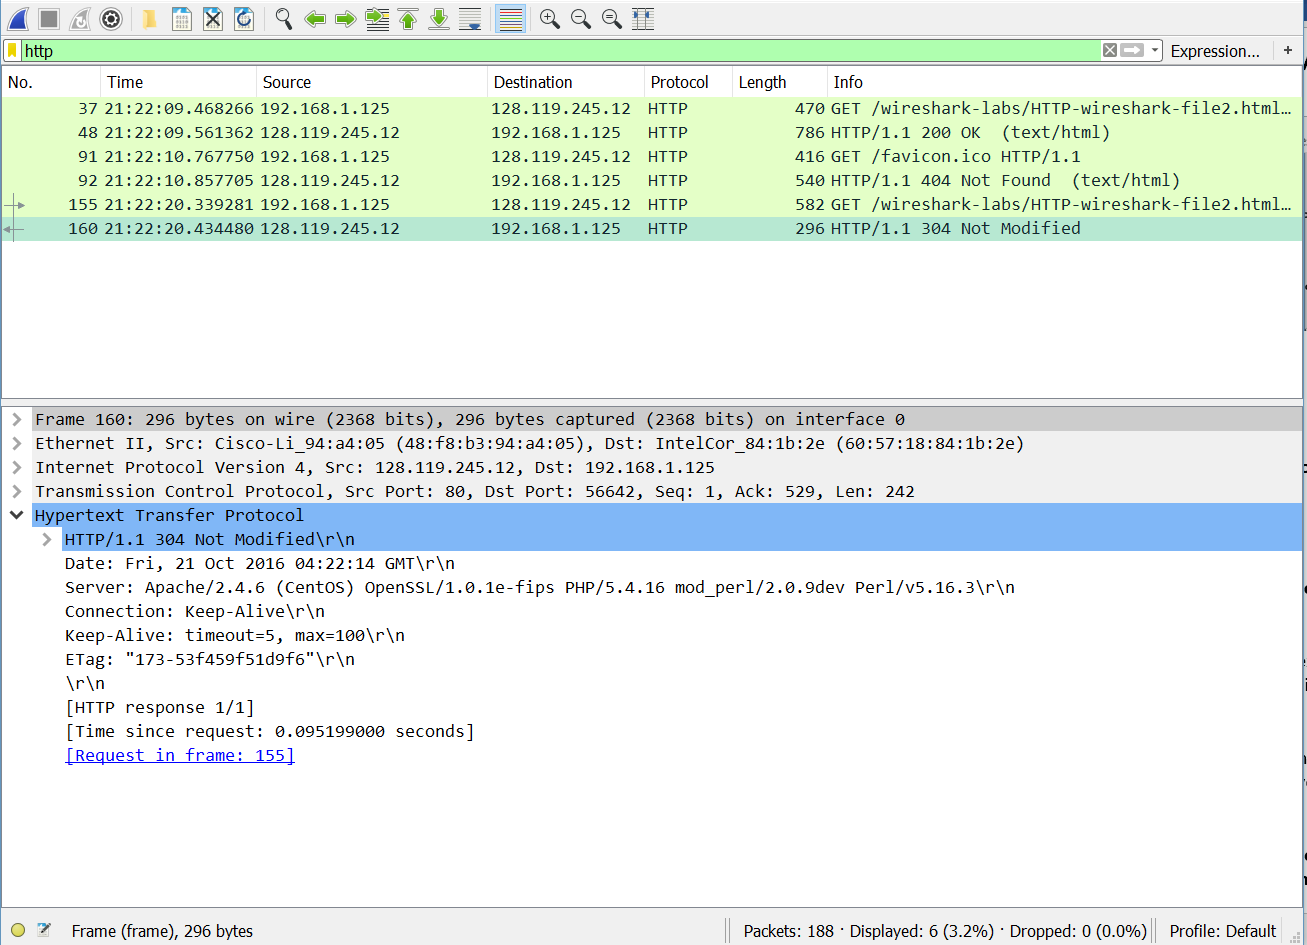 http
Expression...
+
No. Time Source Destination Protocol Length Info
37 21:22:09.468266 192.168.1.125 128.119.245.12 HTTP 470 GET /wireshark-labs/HTTP-wireshark-file2.html…
48 21:22:09.561362 128.119.245.12 192.168.1.125 HTTP 786 HTTP/1.1 200 OK  (text/html)
91 21:22:10.767750 192.168.1.125 128.119.245.12 HTTP 416 GET /favicon.ico HTTP/1.1
92 21:22:10.857705 128.119.245.12 192.168.1.125 HTTP 540 HTTP/1.1 404 Not Found  (text/html)
155 21:22:20.339281 192.168.1.125 128.119.245.12 HTTP 582 GET /wireshark-labs/HTTP-wireshark-file2.html…
160 21:22:20.434480 128.119.245.12 192.168.1.125 HTTP 296 HTTP/1.1 304 Not Modified
Frame 160: 296 bytes on wire (2368 bits), 296 bytes captured (2368 bits) on interface 0
Ethernet II, Src: Cisco-Li_94:a4:05 (48:f8:b3:94:a4:05), Dst: IntelCor_84:1b:2e (60:57:18:84:1b:2e)
Internet Protocol Version 4, Src: 128.119.245.12, Dst: 192.168.1.125
Transmission Control Protocol, Src Port: 80, Dst Port: 56642, Seq: 1, Ack: 529, Len: 242
Hypertext Transfer Protocol
HTTP/1.1 304 Not Modified\r\n
Date: Fri, 21 Oct 2016 04:22:14 GMT\r\n
Server: Apache/2.4.6 (CentOS) OpenSSL/1.0.1e-fips PHP/5.4.16 mod_perl/2.0.9dev Perl/v5.16.3\r\n
Connection: Keep-Alive\r\n
Keep-Alive: timeout=5, max=100\r\n
ETag: "173-53f459f51d9f6"\r\n
\r\n
[HTTP response 1/1]
[Time since request: 0.095199000 seconds]
[Request in frame: 155]
Frame (frame), 296 bytes
Packets: 188 · Displayed: 6 (3.2%) · Dropped: 0 (0.0%)
Profile: Default